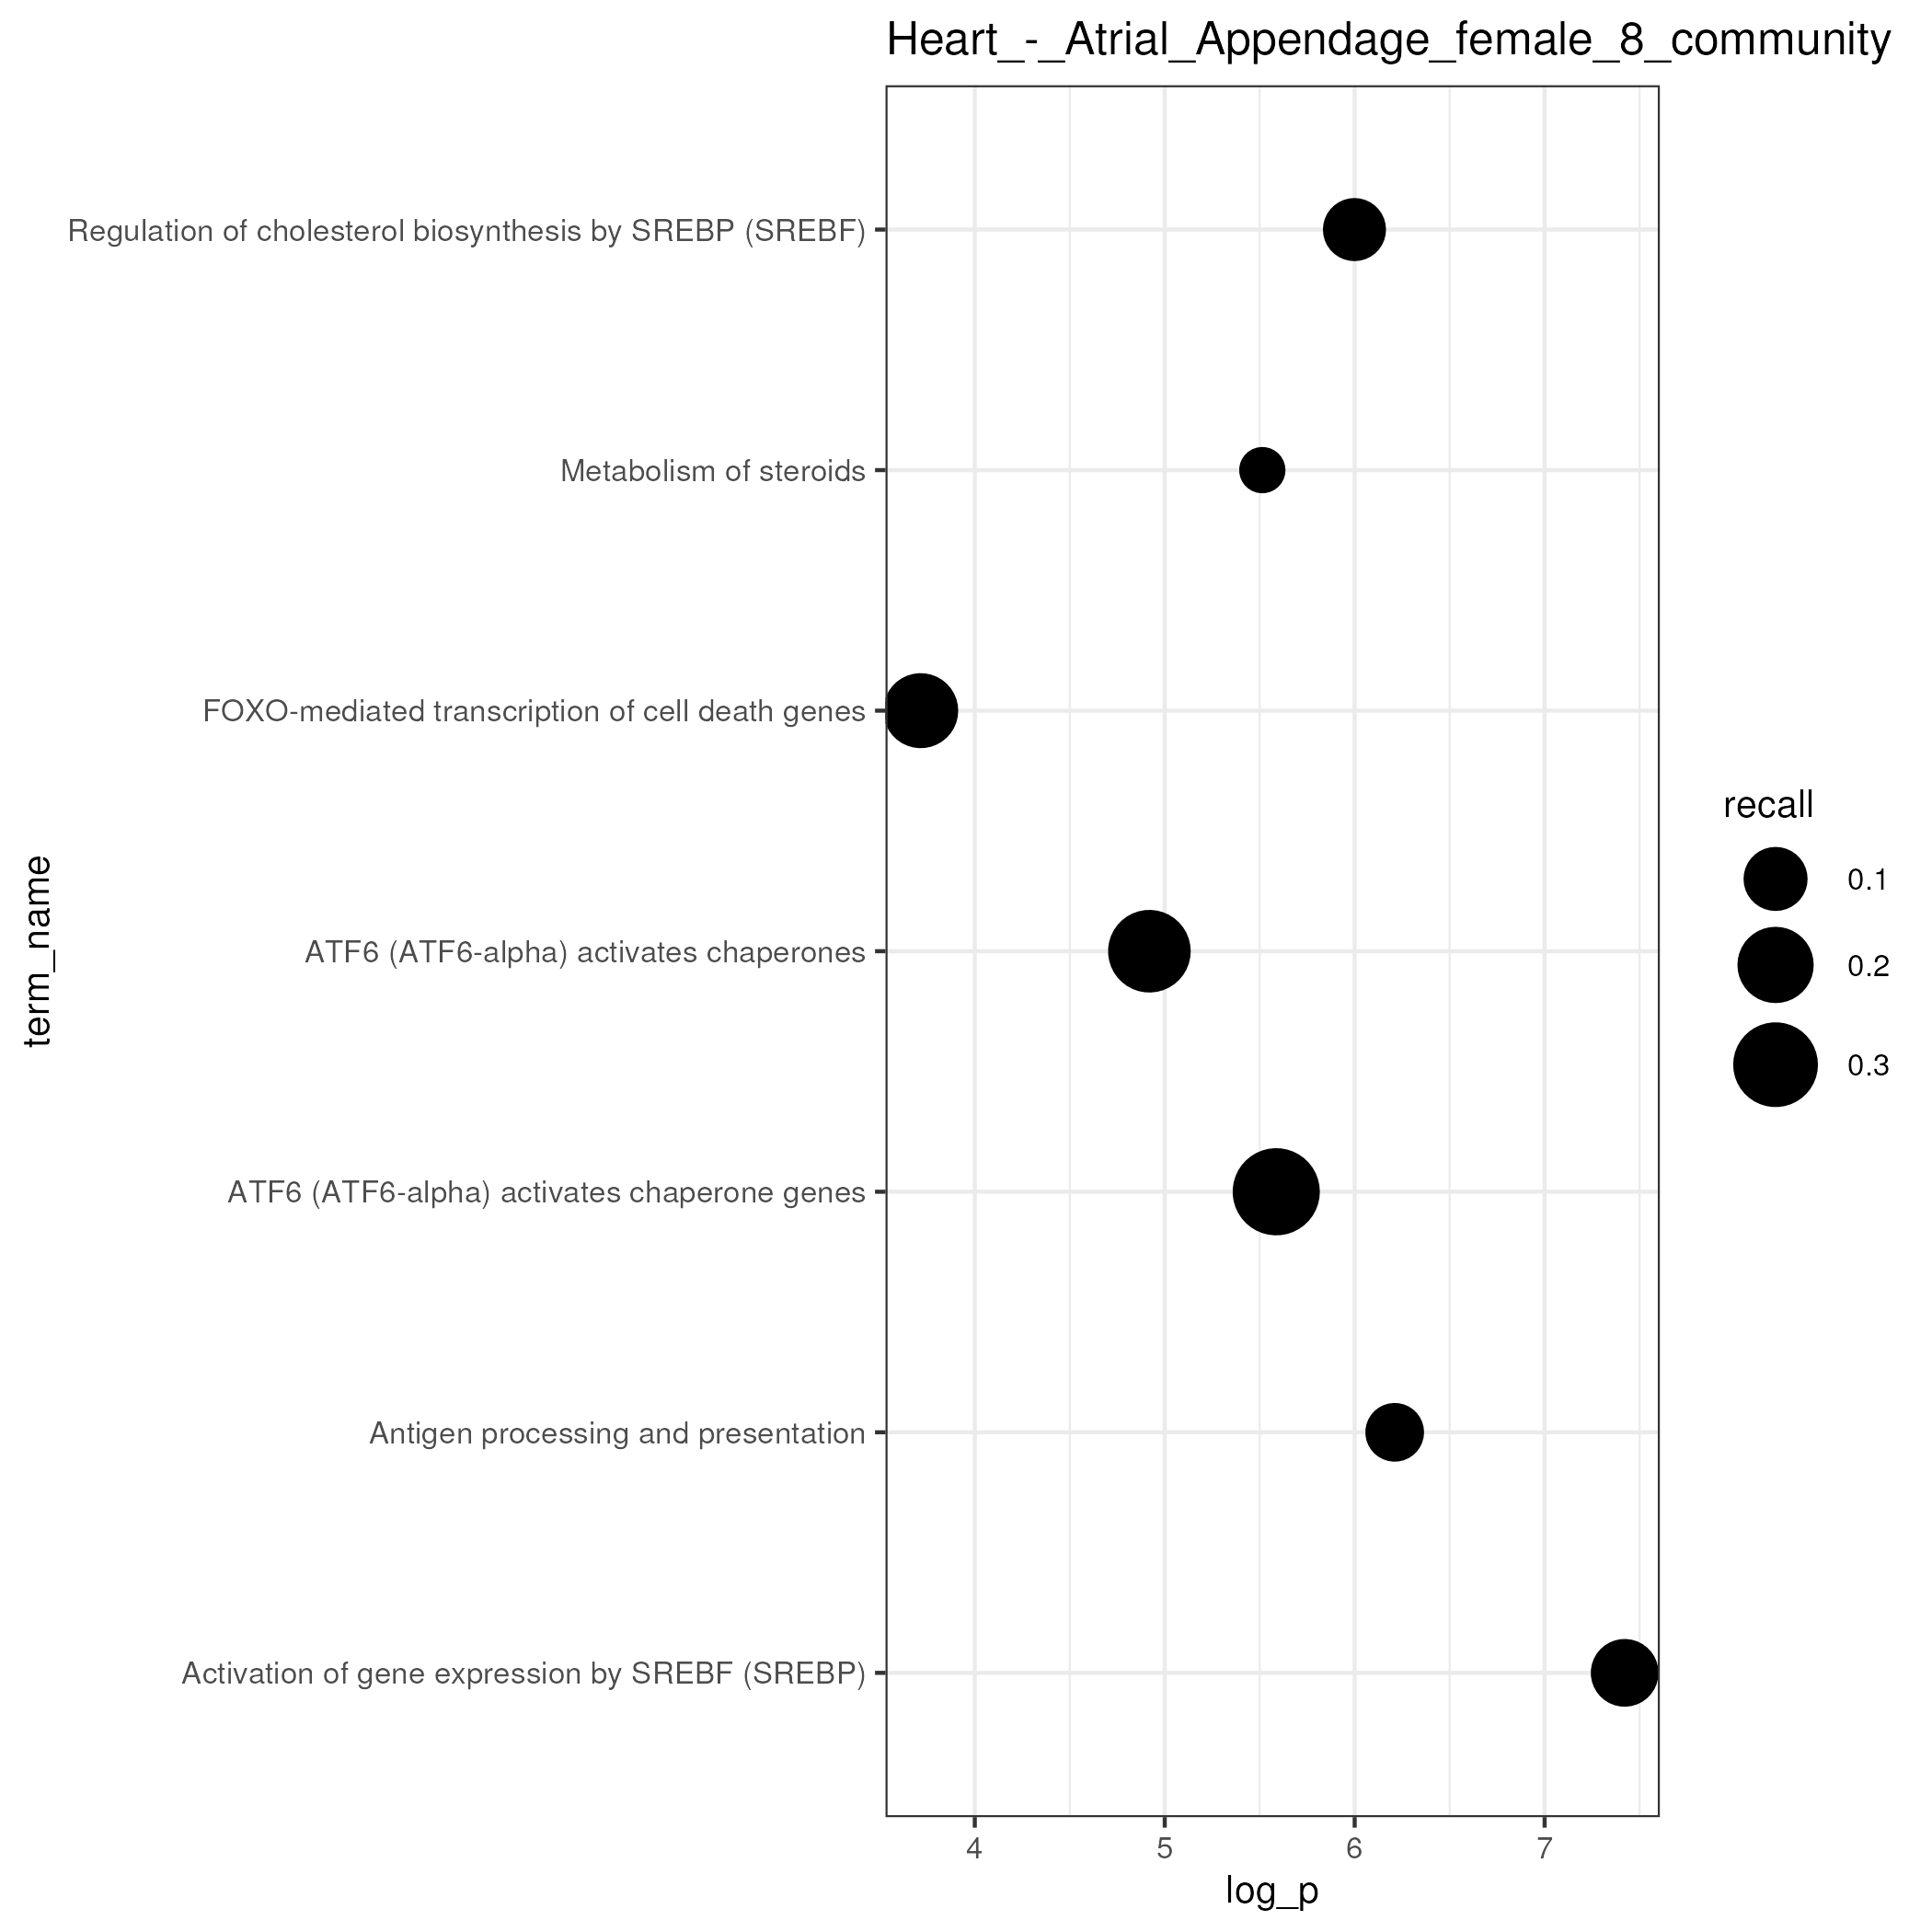 Heart_-_Atrial_Appendage_female_8_community
term_name
Regulation of cholesterol biosynthesis by SREBP (SREBF)
Metabolism of steroids
FOXO-mediated transcription of cell death genes
ATF6 (ATF6-alpha) activates chaperones
ATF6 (ATF6-alpha) activates chaperone genes
Antigen processing and presentation
Activation of gene expression by SREBF (SREBP)
4 5 6 7
log_p
recall
0.1
0.2
0.3